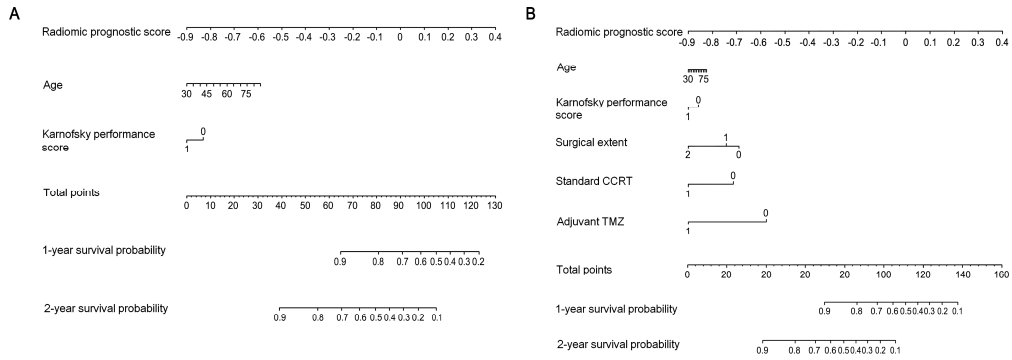 A
Radiomic prognostic score
-0.9 -0.8 -0.7 -0.6 -0.5 -0.4 -0.3 -0.2 -0.1 0 0.1 0.2 0.3 0.4
Age
30 45 60 75
0
Karnofsky performance
score
1
Total points
0 10 20 30 40 50 60 70 80 90 100 110 120 130
1-year survival probability
0.9 0.8 0.7 0.6 0.5 0.4 0.3 0.2
2-year survival probability
0.9 0.8 0.7 0.6 0.5 0.4 0.3 0.2 0.1
B
Radiomic prognostic score
-0.9 -0.8 -0.7 -0.6 -0.5 -0.4 -0.3 -0.2 -0.1 0 0.1 0.2 0.3 0.4
Age
30 75
0
Karnofsky performance
score
1
1
Surgical extent
2 0
0
Standard CCRT
1
0
Adjuvant TMZ
1
Total points
0 20 20 20 20 100 120 140 160
1-year survival probability
0.9 0.8 0.7 0.6 0.5 0.4 0.3 0.2 0.1
2-year survival probability
0.9 0.8 0.7 0.6 0.5 0.4 0.3 0.2 0.1